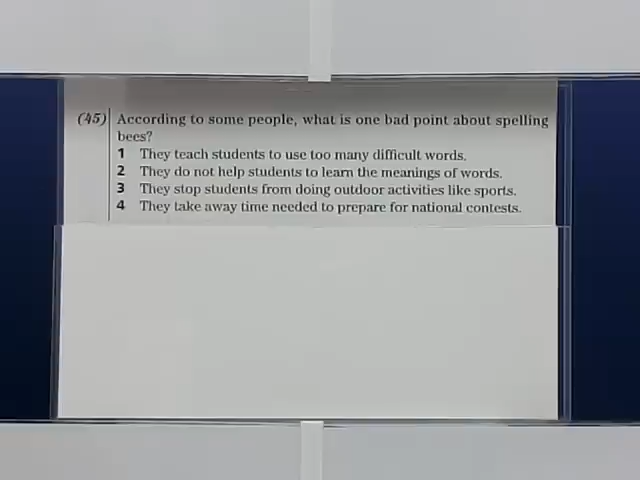 (45) According to some people, what is one bad point about spelling
bees?
1 They teach students to use too many difficult words.
2 They do not help students to learn the meanings of words.
3 They stop students from doing outdoor activities like sports.
4 They take away time needed to prepare for national contests.